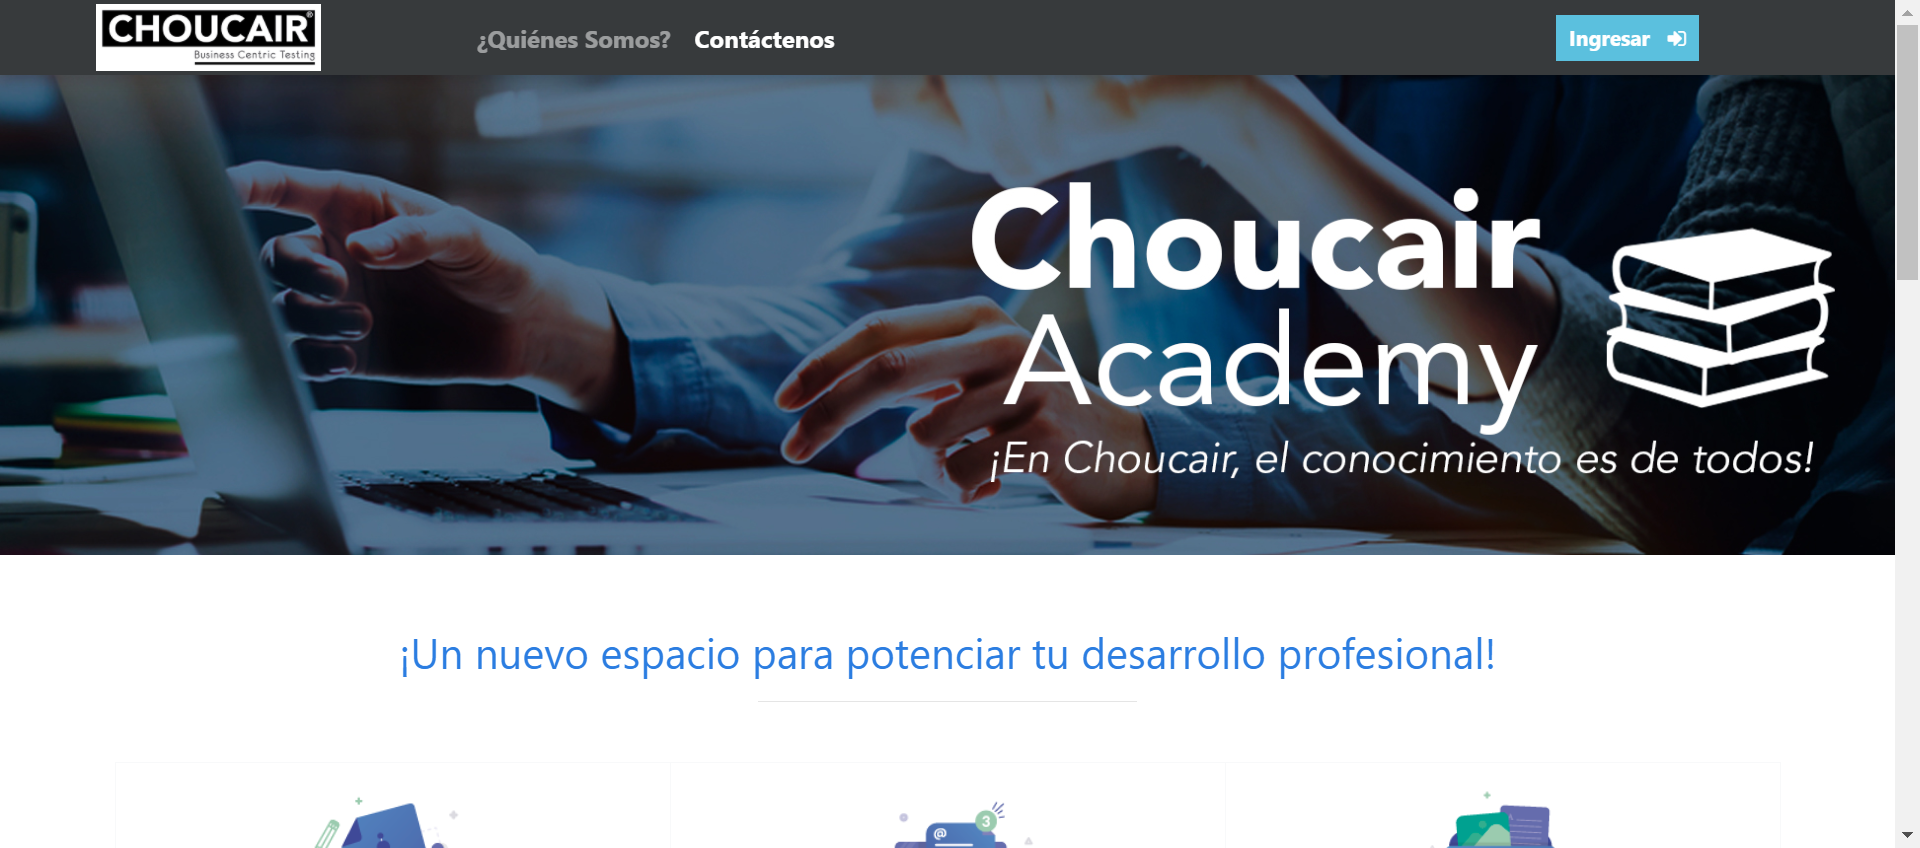 CHOUCAIR®
Business Centric Testing
¿Quiénes Somos?
Contáctenos
Ingresar
Choucair
Academy
¡En Choucair, el conocimiento es de todos!
¡Un nuevo espacio para potenciar tu desarrollo profesional!
@
3